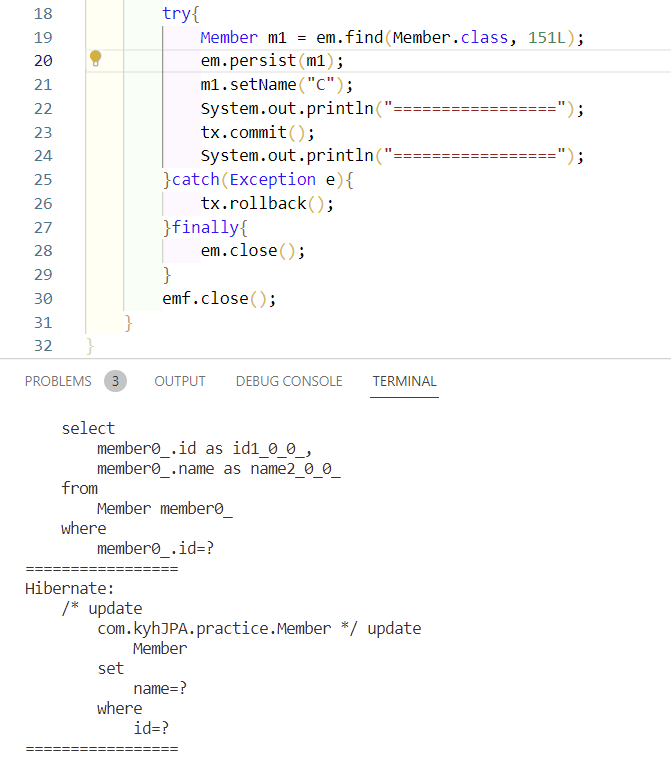 18 try{
19 Member m1 = em.find(Member.class, 151L);
20 em.persist(m1);
21 m1.setName("C");
22 System.out.println("=================");
23 tx.commit();
24 System.out.println("=================");
25 }catch(Exception e){
26 tx.rollback();
27 }finally{
28 em.close();
29 }
30 emf.close();
31 }
32 }
PROBLEMS 3 OUTPUT DEBUG CONSOLE TERMINAL
select
member0_.id as id1_0_0_,
member0_.name as name2_0_0_
from
Member member0_
where
member0_.id=?
=================
Hibernate:
/* update
com.kyhJPA.practice.Member */ update
Member
set
name=?
where
id=?
=================